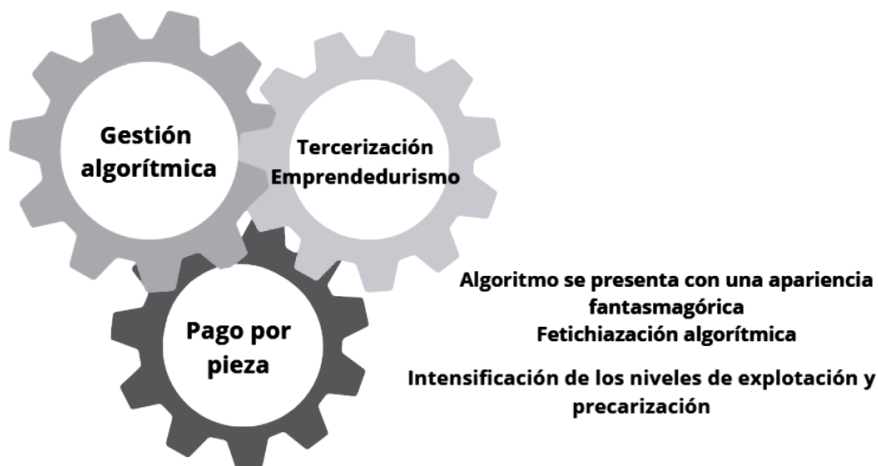 Gestión
algorítmica
Tercerización
Emprendedurismo
Pago por
pieza
Algoritmo se presenta con una apariencia
fantasmagórica
Fetichiazación algorítmica
Intensificación de los niveles de explotación y
precarización